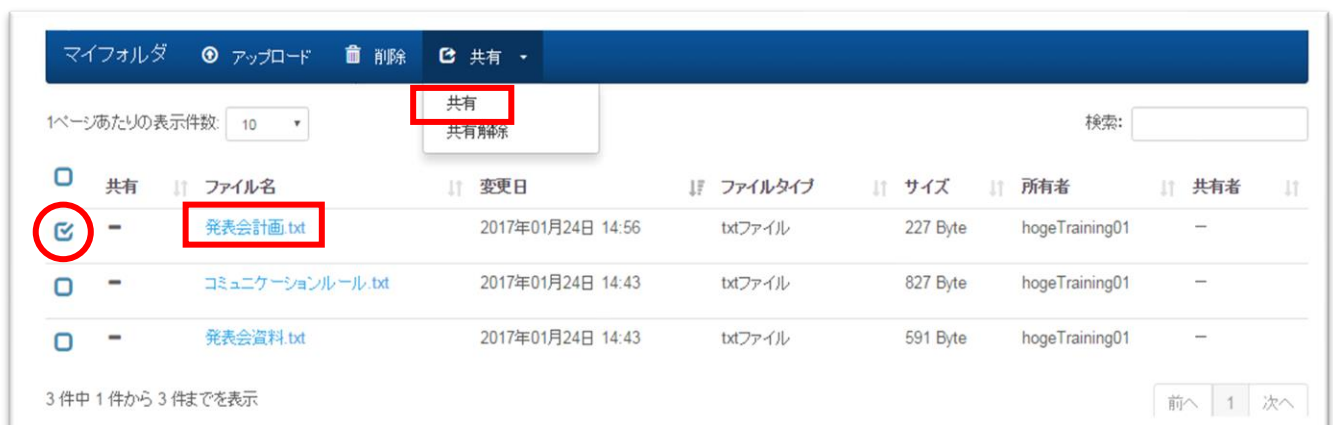 マイフォルダ アップロード 削除 共有
共有
1ページあたりの表示件数: 10 検索:
共有解除
共有 ファイル名 変更日 ファイルタイプ サイズ 所有者 共有者
発表会計画.txt 2017年01月24日 14:56 txtファイル 227 Byte hogeTraining01 —
コミュニケーションルール.txt 2017年01月24日 14:43 txtファイル 827 Byte hogeTraining01 —
発表会資料.txt 2017年01月24日 14:43 txtファイル 591 Byte hogeTraining01 —
3 件中 1 件から 3 件までを表示 前へ 1 次へ